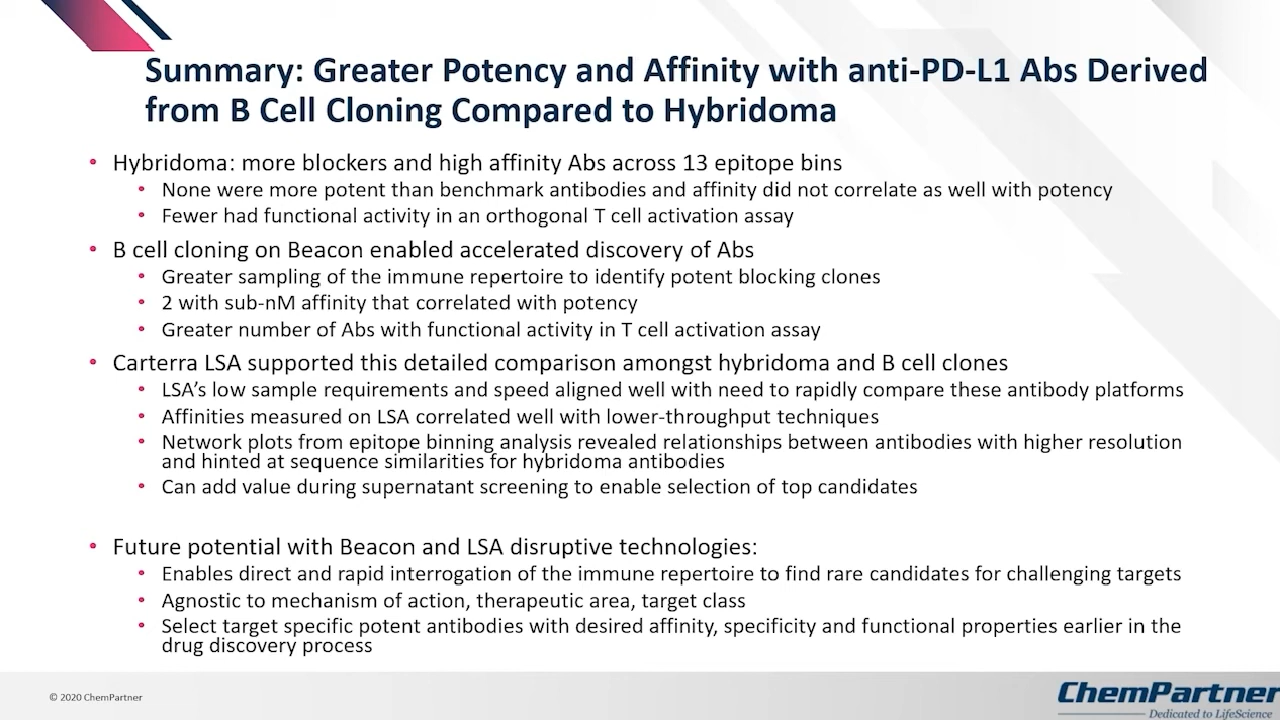 Summary: Greater Potency and Affinity with anti-PD-L1 Abs Derived
from B Cell Cloning Compared to Hybridoma
• Hybridoma: more blockers and high affinity Abs across 13 epitope bins
• None were more potent than benchmark antibodies and affinity did not correlate as well with potency
• Fewer had functional activity in an orthogonal T cell activation assay
• B cell cloning on Beacon enabled accelerated discovery of Abs
• Greater sampling of the immune repertoire to identify potent blocking clones
• 2 with sub-nM affinity that correlated with potency
• Greater number of Abs with functional activity in T cell activation assay
• Carterra LSA supported this detailed comparison amongst hybridoma and B cell clones
• LSA’s low sample requirements and speed aligned well with need to rapidly compare these antibody platforms
• Affinities measured on LSA correlated well with lower-throughput techniques
• Network plots from epitope binning analysis revealed relationships between antibodies with higher resolution
and hinted at sequence similarities for hybridoma antibodies
• Can add value during supernatant screening to enable selection of top candidates
• Future potential with Beacon and LSA disruptive technologies:
• Enables direct and rapid interrogation of the immune repertoire to find rare candidates for challenging targets
• Agnostic to mechanism of action, therapeutic area, target class
• Select target specific potent antibodies with desired affinity, specificity and functional properties earlier in the
drug discovery process
© 2020 ChemPartner
ChemPartner
Dedicated to LifeScience